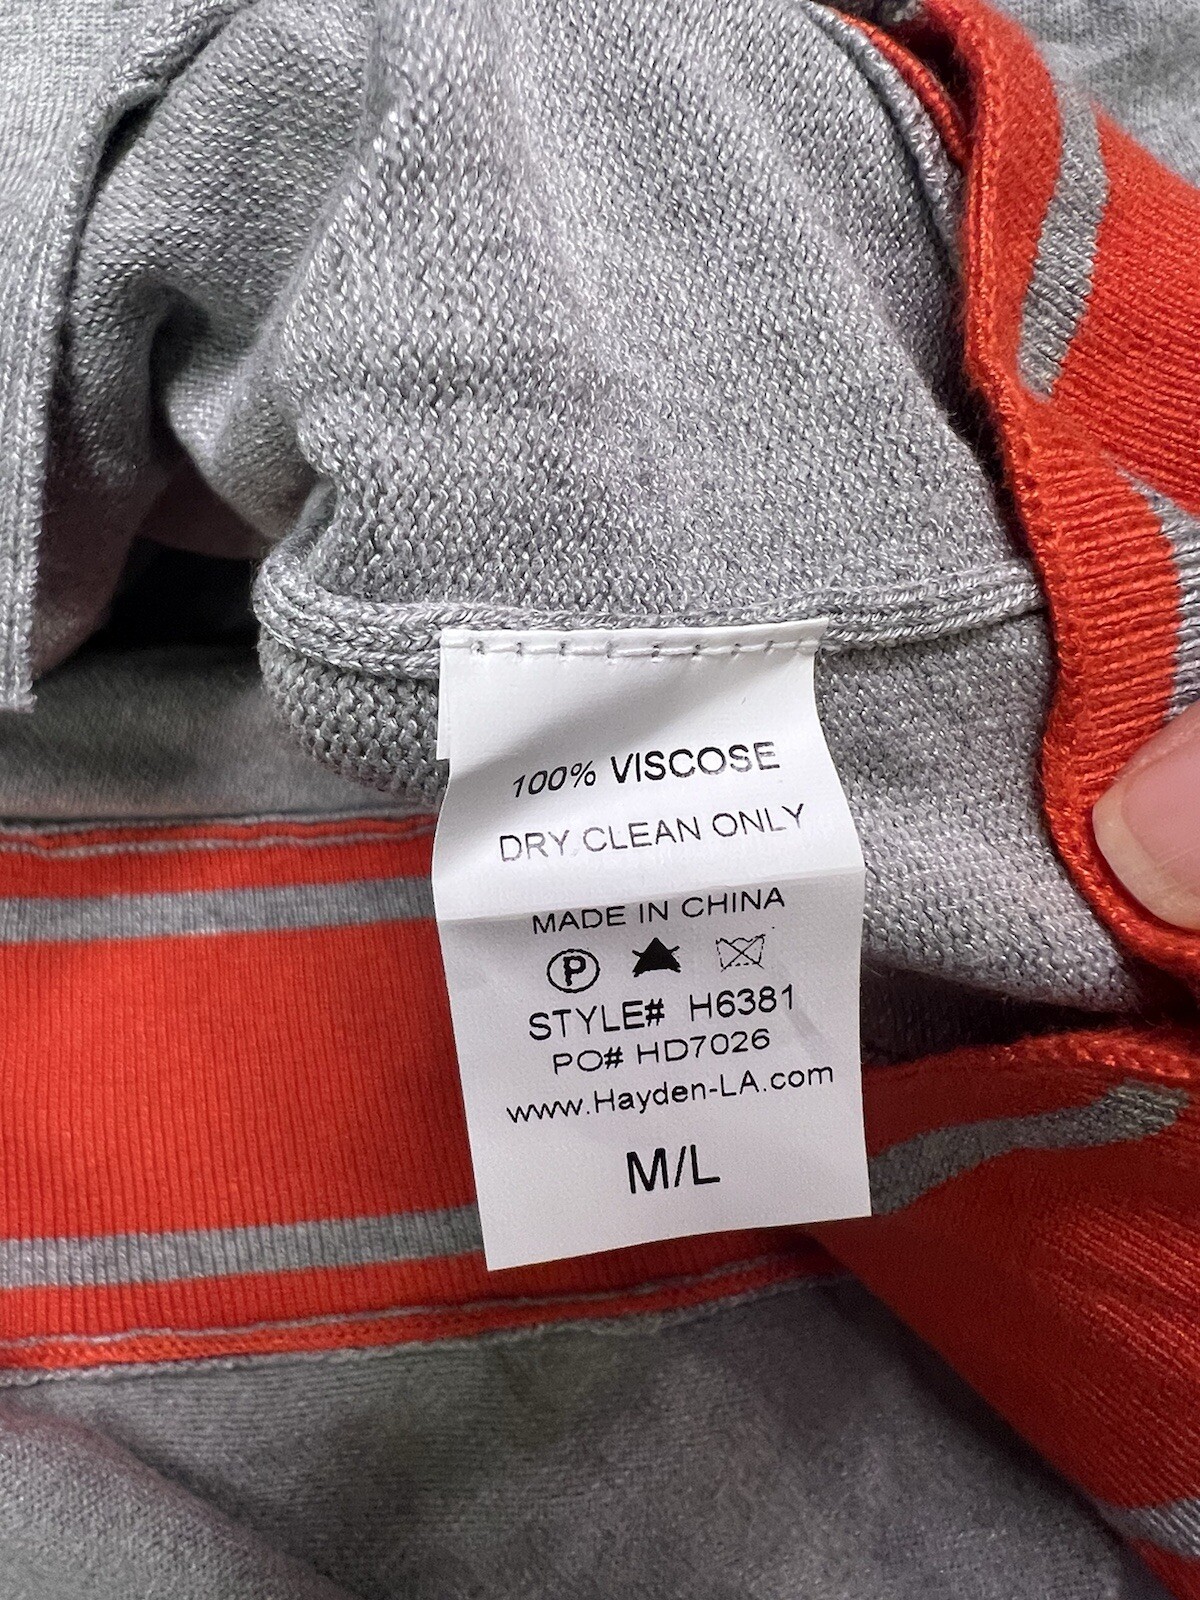 100% VISCOSE
DRY CLEAN ONLY
MADE IN CHINA
P
STYLE# H6381
PO# HD7026
www.Hayden-LA.com
M/L